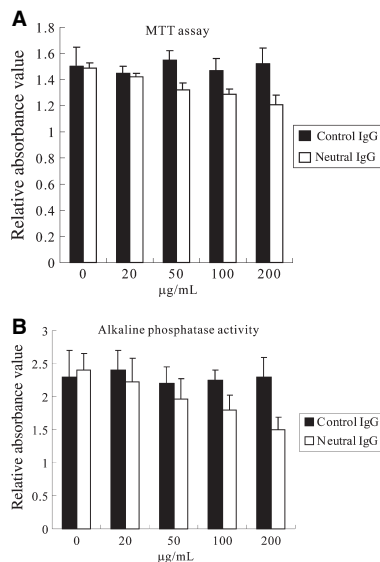 A
MTT assay
Relative absorbance value
1.8
1.6
1.4
1.2
1
0.8
0.6
0.4
0.2
0
0 20 50 100 200
µg/mL
Control IgG
Neutral IgG
B
Alkaline phosphatase activity
Relative absorbance value
3
2.5
2
1.5
1
0.5
0
0 20 50 100 200
µg/mL
Control IgG
Neutral IgG